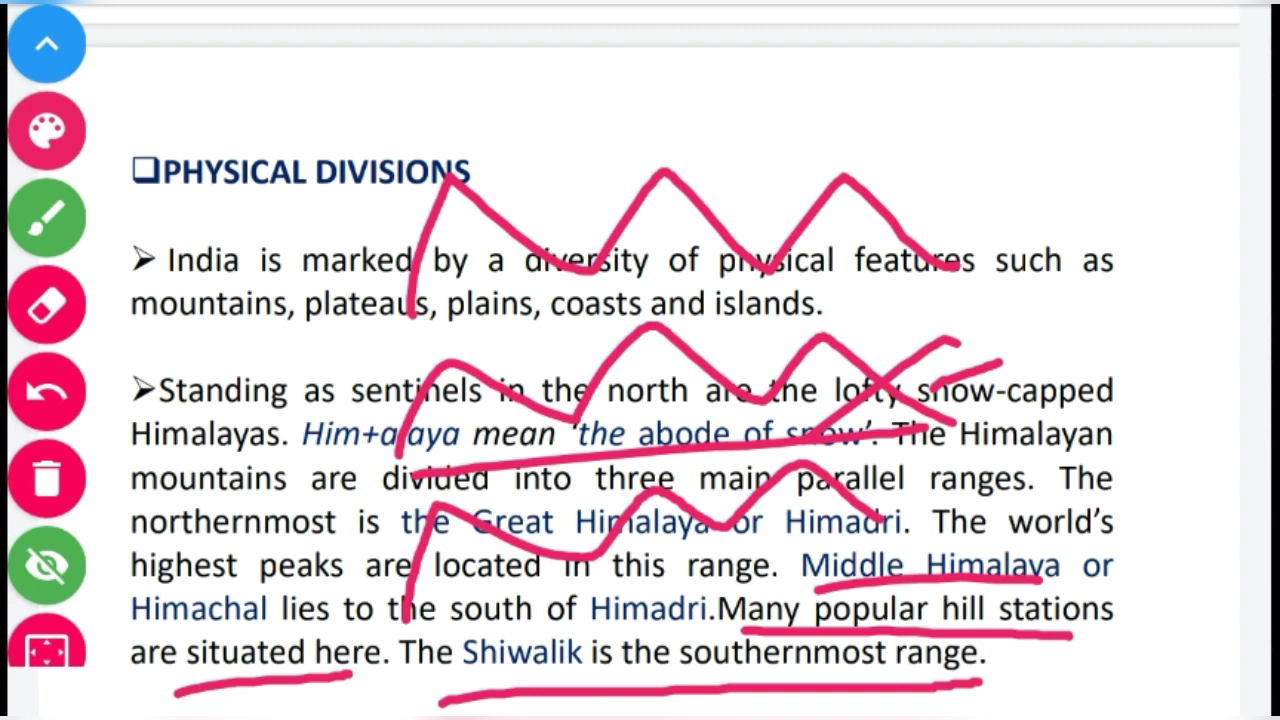 ❑PHYSICAL DIVISIONS
➢ India is marked by a diversity of physical features such as
mountains, plateaus, plains, coasts and islands.
➢Standing as sentinels in the north are the lofty snow-capped
Himalayas. Him+alaya mean ‘the abode of snow’. The Himalayan
mountains are divided into three main parallel ranges. The
northernmost is the Great Himalaya or Himadri. The world’s
highest peaks are located in this range. Middle Himalaya or
Himachal lies to the south of Himadri.Many popular hill stations
are situated here. The Shiwalik is the southernmost range.